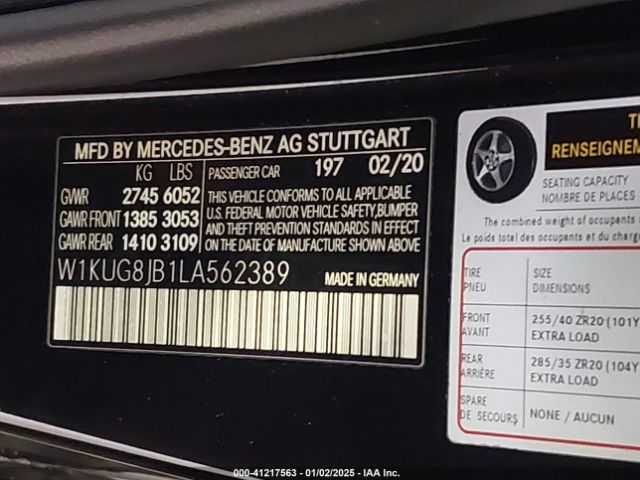 MFD BY MERCEDES-BENZ AG STUTTGART
KG LBS
PASSENGER CAR 197 02/20
GVWR 2745 6052
GAWR FRONT 1385 3053
GAWR REAR 1410 3109
THIS VEHICLE CONFORMS TO ALL APPLICABLE
U.S. FEDERAL MOTOR VEHICLE SAFETY,BUMPER
AND THEFT PREVENTION STANDARDS IN EFFECT
ON THE DATE OF MANUFACTURE SHOWN ABOVE
W1KUG8JB1LA562389
MADE IN GERMANY
RENSEIGNEME
SEATING CAPACITY
NOMBRE DE PLACES
The combined weight of occupants
Le poids total des occupants et du
TIRE SIZE
PNEU DIMENSIONS
FRONT 255/40 ZR20 (101Y
AVANT EXTRA LOAD
REAR 285/35 ZR20 (104Y
ARRIÈRE EXTRA LOAD
SPARE
DE SECOURS NONE / AUCUN
000-41217563 - 01/02/2025 - IAA Inc.